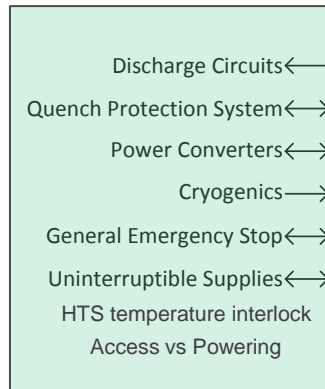 Discharge Circuits
Quench Protection System
Power Converters
Cryogenics
General Emergency Stop
Uninterruptible Supplies
HTS temperature interlock
Access vs Powering